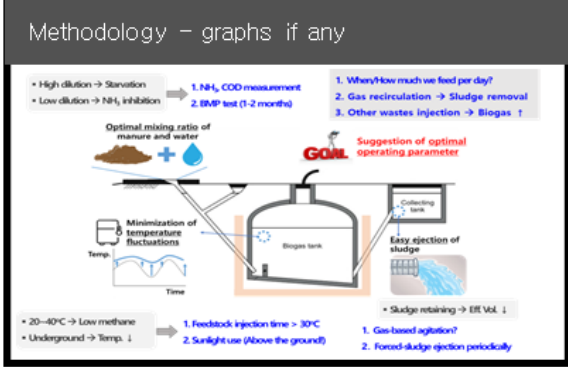 Methodology - graphs if any
• High dilution → Starvation
• Low dilution → NH₃ inhibition
1. NH₃, COD measurement
2. BMP test (1-2 months)
1. When/How much we feed per day?
2. Gas recirculation → Sludge removal
3. Other wastes injection → Biogas ↑
Optimal mixing ratio of
manure and water
GOAL
Suggestion of optimal
operating parameter
Minimization of
temperature
fluctuations
Temp.
Time
Biogas tank
Collecting
tank
Easy ejection of
sludge
• 20~40℃ → Low methane
• Underground → Temp. ↓
1. Feedstock injection time > 30℃
2. Sunlight use (Above the ground!)
• Sludge retaining → Eff. Vol. ↓
1. Gas-based agitation?
2. Forced-sludge ejection periodically